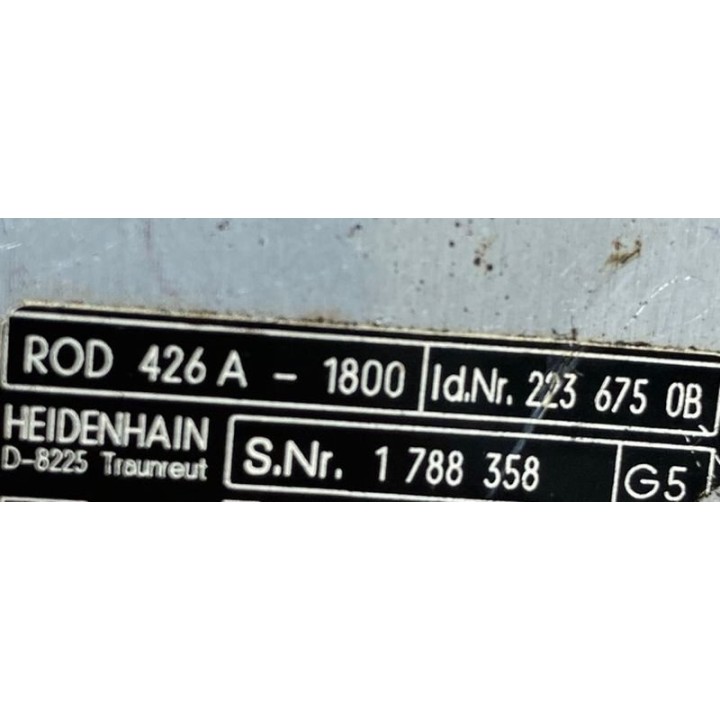 ROD 426 A - 1800 Id.Nr. 223 675 0B
HEIDENHAIN
D-8225 Traunreut
S.Nr. 1 788 358 G5